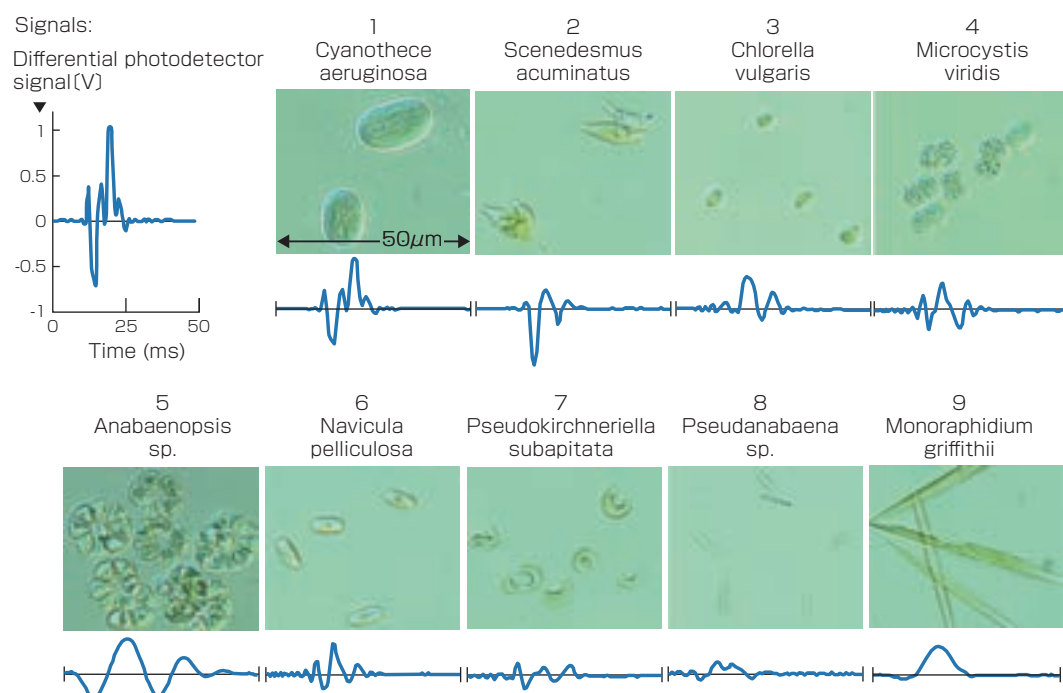 Signals:
Differential photodetector
signal(V)
1
0.5
0
-0.5
-1
0 25 50
Time (ms)
1
Cyanothece
aeruginosa
50μm
2
Scenedesmus
acuminatus
3
Chlorella
vulgaris
4
Microcystis
viridis
5
Anabaenopsis
sp.
6
Navicula
pelliculosa
7
Pseudokirchneriella
subapitata
8
Pseudanabaena
sp.
9
Monoraphidium
griffithii